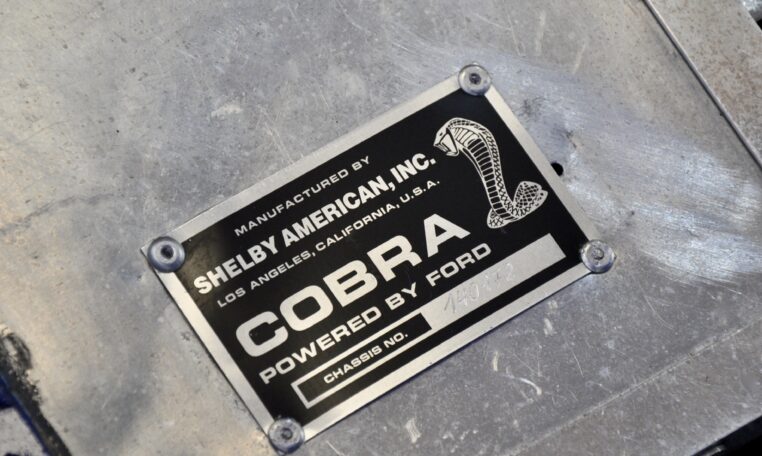 MANUFACTURED BY
SHELBY AMERICAN, INC.
LOS ANGELES, CALIFORNIA, U.S.A.
COBRA
POWERED BY FORD
CHASSIS NO.